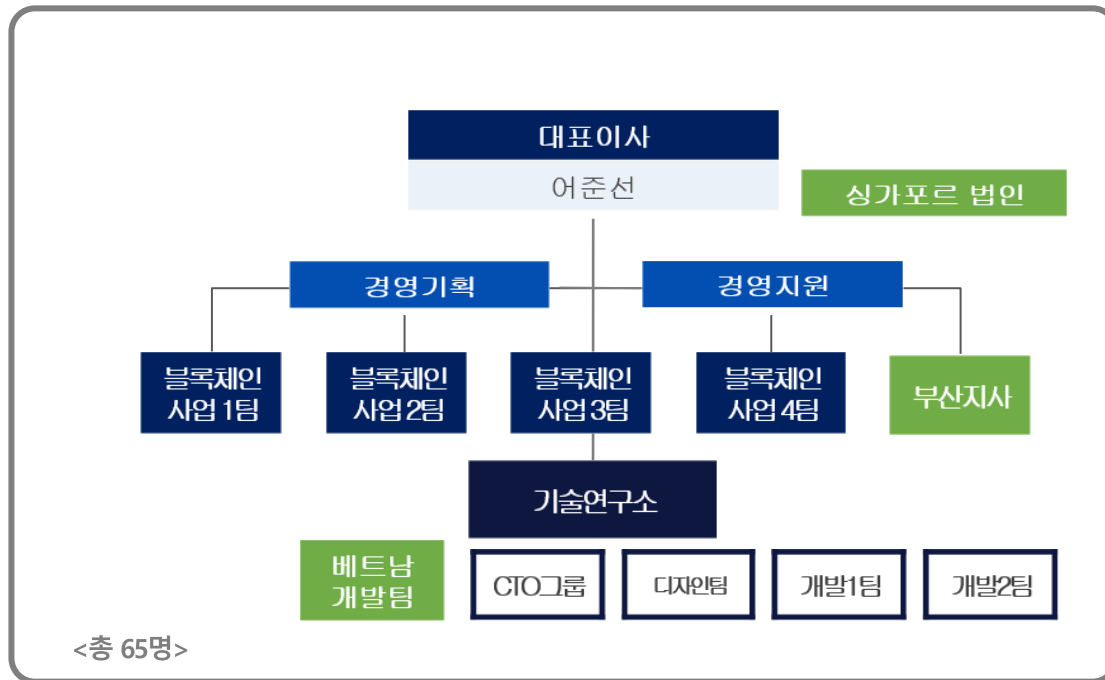 대표이사
어준선
싱가포르 법인
경영기획
경영지원
블록체인
사업 1팀
블록체인
사업 2팀
블록체인
사업 3팀
블록체인
사업 4팀
부산지사
기술연구소
베트남
개발팀
CTO그룹
디자인팀
개발1팀
개발2팀
<총 65명>